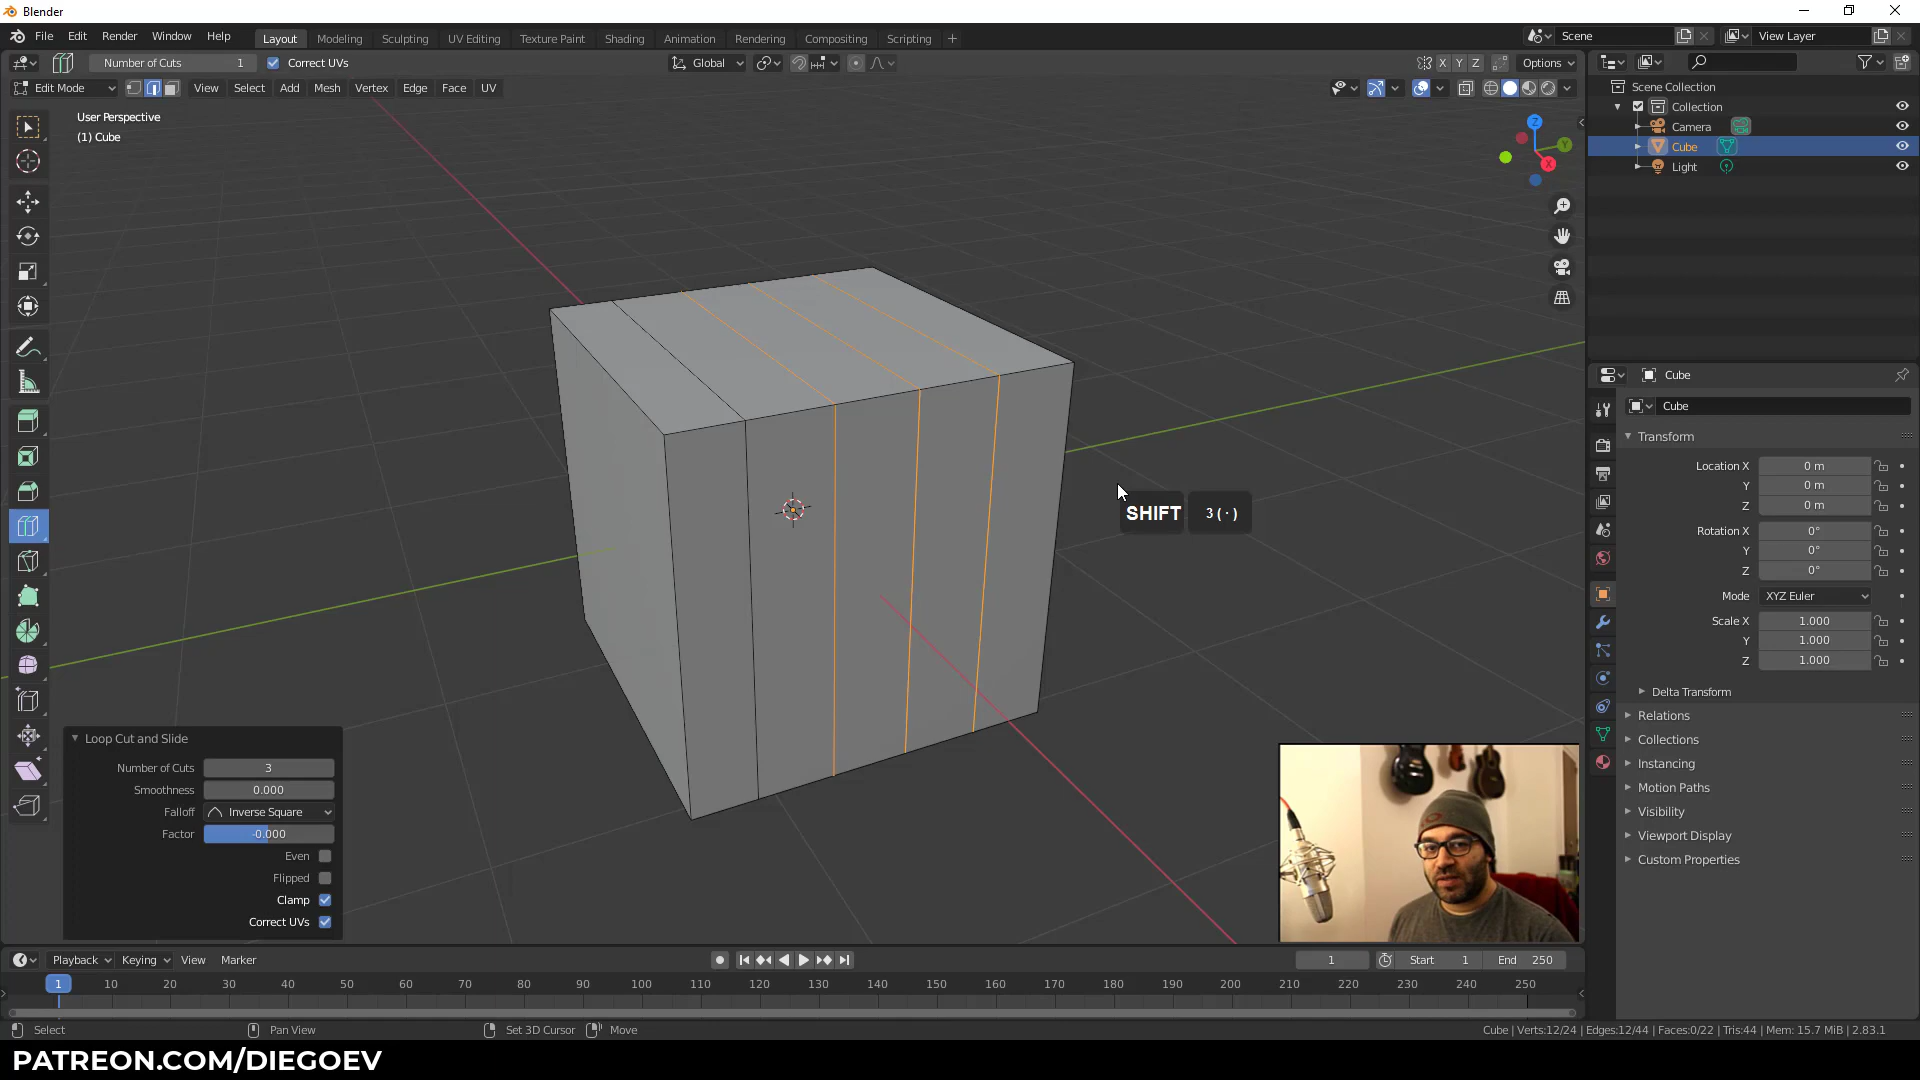 Blender
File Edit Render Window Help
Layout Modeling Sculpting UV Editing Texture Paint Shading Animation Rendering Compositing Scripting +
Scene
View Layer
Number of Cuts 1 Correct UVs
Global
X Y Z
Options
Edit Mode
View Select Add Mesh Vertex Edge Face UV
User Perspective
(1) Cube
Z
Y
X
Scene Collection
Collection
Camera
Cube
Light
SHIFT 3 (·)
Cube
Cube
Transform
Location X 0 m
Y 0 m
Z 0 m
Rotation X 0°
Y 0°
Z 0°
Mode XYZ Euler
Scale X 1.000
Y 1.000
Z 1.000
Delta Transform
Relations
Collections
Instancing
Motion Paths
Visibility
Viewport Display
Custom Properties
Loop Cut and Slide
Number of Cuts 3
Smoothness 0.000
Falloff Inverse Square
Factor -0.000
Even
Flipped
Clamp
Correct UVs
Playback Keying View Marker
1 Start 1 End 250
1 10 20 30 40 50 60 70 80 90 100 110 120 130 140 150 160 170 180 190 200 210 220 230 240 250
Select Pan View Set 3D Cursor Move
Cube | Verts:12/24 | Edges:12/44 | Faces:0/22 | Tris:44 | Mem: 15.7 MiB | 2.83.1
PATREON.COM/DIEGOEV